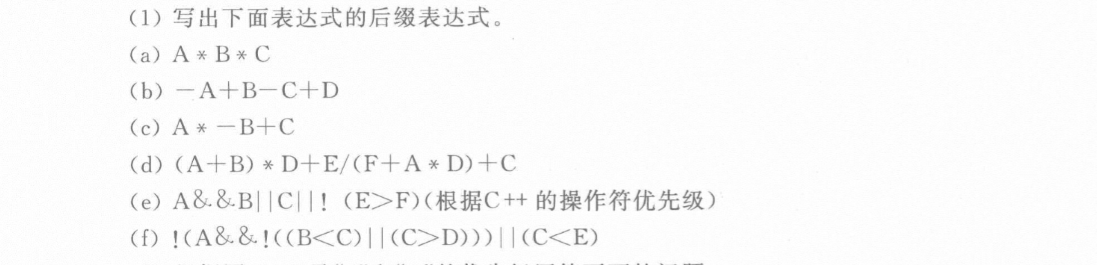 (1) 写出下面表达式的后缀表达式。
(a) A * B * C
(b) －A＋B－C＋D
(c) A * －B＋C
(d) (A＋B) * D＋E/(F＋A * D)＋C
(e) A&&B||C||! (E>F)(根据C++ 的操作符优先级)
(f) !(A&&!((B<C)||(C>D)))||(C<E)